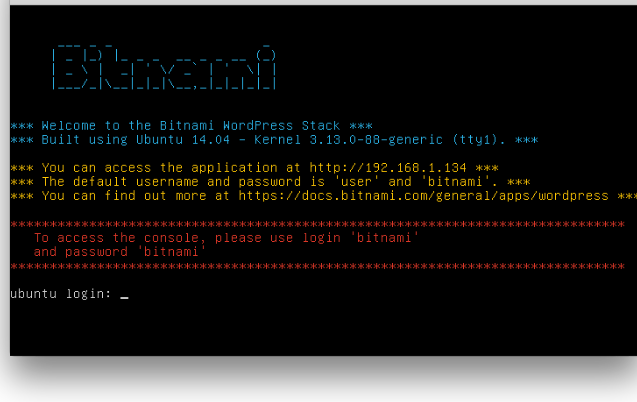 Bitnami
*** Welcome to the Bitnami WordPress Stack ***
*** Built using Ubuntu 14.04 - Kernel 3.13.0-88-generic (tty1). ***
*** You can access the application at http://192.168.1.134 ***
*** The default username and password is 'user' and 'bitnami'. ***
*** You can find out more at https://docs.bitnami.com/general/apps/wordpress ***
*******************************************************************************
To access the console, please use login 'bitnami'
and password 'bitnami'
*******************************************************************************
ubuntu login: _